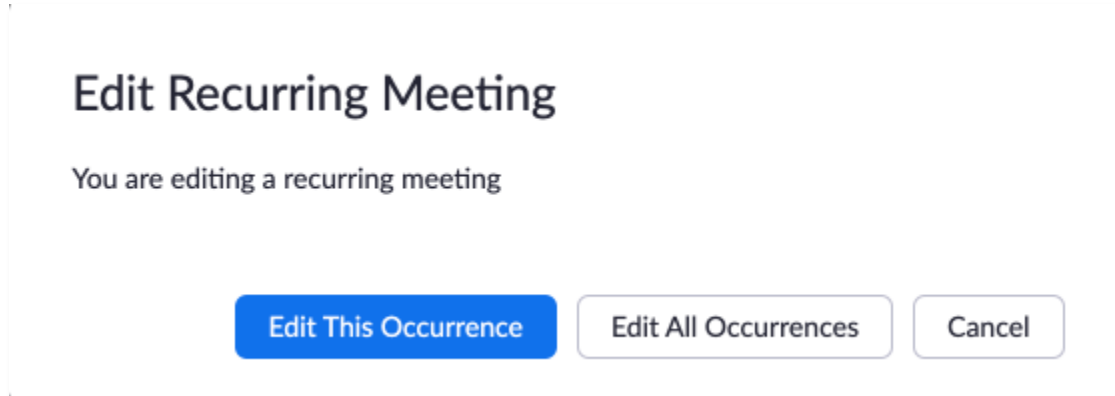 Edit Recurring Meeting
You are editing a recurring meeting
Edit This Occurrence Edit All Occurrences Cancel